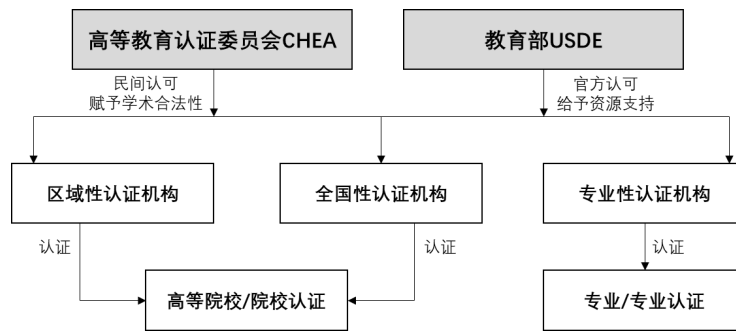 高等教育认证委员会CHEA
教育部USDE
民间认可
赋予学术合法性
官方认可
给予资源支持
区域性认证机构
全国性认证机构
专业性认证机构
认证
认证
认证
高等院校/院校认证
专业/专业认证